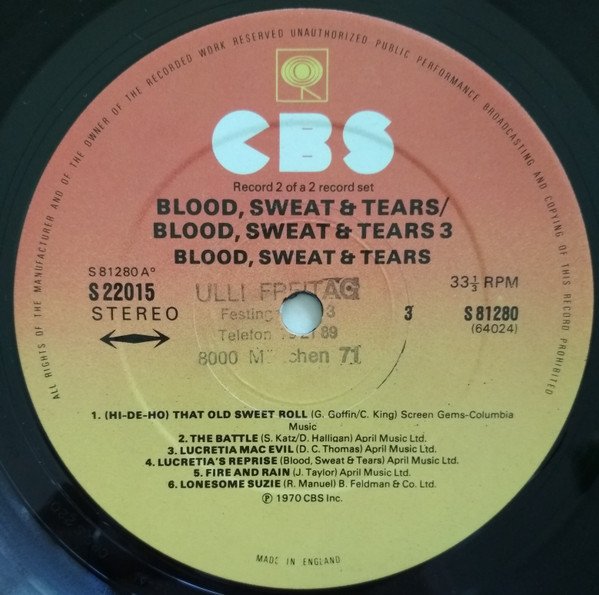 ALL RIGHTS OF THE MANUFACTURER AND OF THE OWNER OF THE RECORDED WORK RESERVED UNAUTHORIZED PUBLIC PERFORMANCE BROADCASTING AND COPYING OF THIS RECORD PROHIBITED
CBS
Record 2 of a 2 record set
BLOOD, SWEAT & TEARS/
BLOOD, SWEAT & TEARS 3
BLOOD, SWEAT & TEARS
S 81280 A°
S 22015
STEREO
33⅓ RPM
3
S 81280
(64024)
ULLI FREITAG
3
Telefon 89
8000 71
1. (HI-DE-HO) THAT OLD SWEET ROLL (G. Goffin/C. King) Screen Gems-Columbia
Music
2. THE BATTLE (S. Katz/D. Halligan) April Music Ltd.
3. LUCRETIA MAC EVIL (D. C. Thomas) April Music Ltd.
4. LUCRETIA'S REPRISE (Blood, Sweat & Tears) April Music Ltd.
5. FIRE AND RAIN (J. Taylor) April Music Ltd.
6. LONESOME SUZIE (R. Manuel) B. Feldman & Co. Ltd.
℗ 1970 CBS Inc.
MADE IN ENGLAND